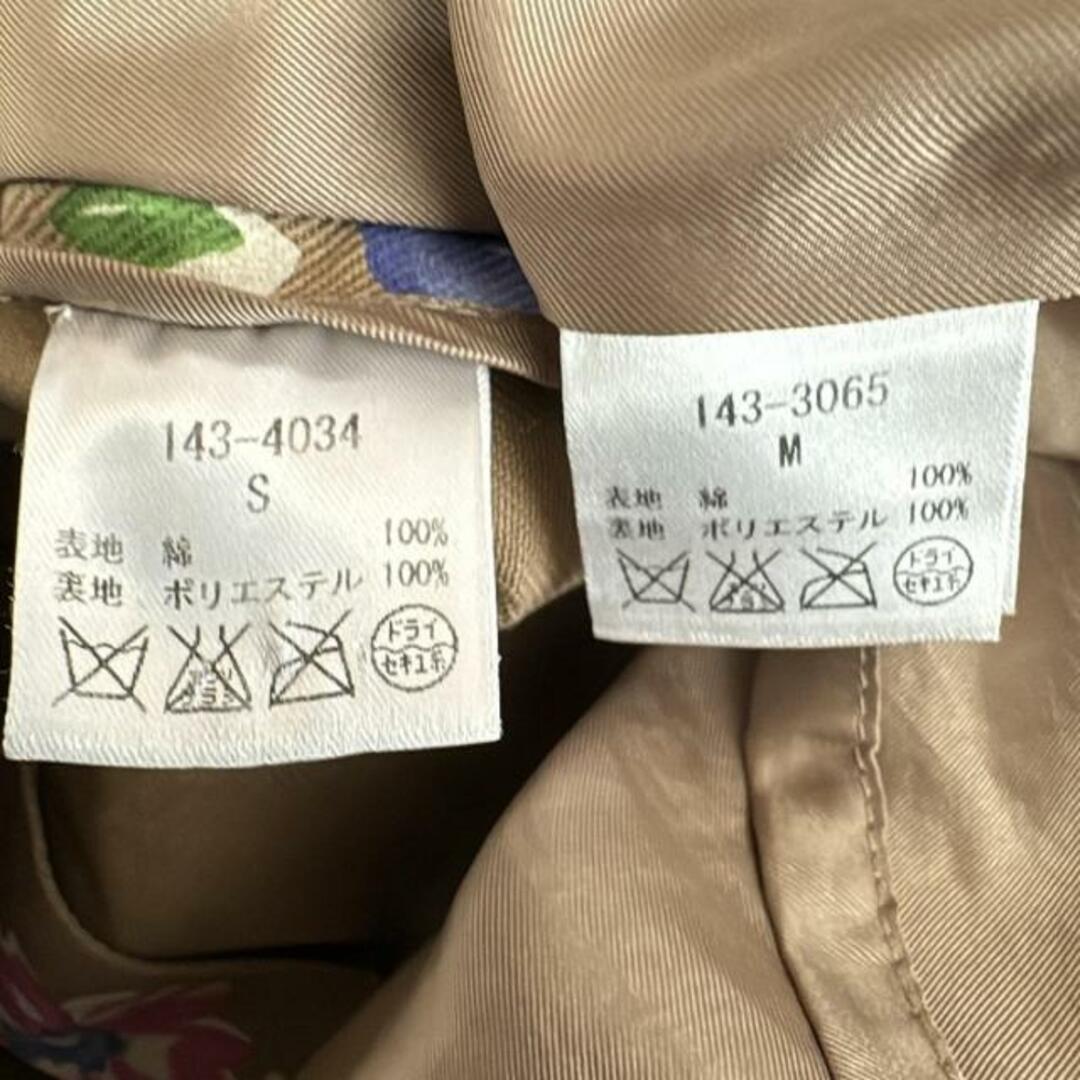 143-4034
S
表地 綿 100%
裏地 ポリエステル 100%
ドライ
セキユ系
143-3065
M
表地 綿 100%
裏地 ポリエステル 100%
ドライ
セキユ系